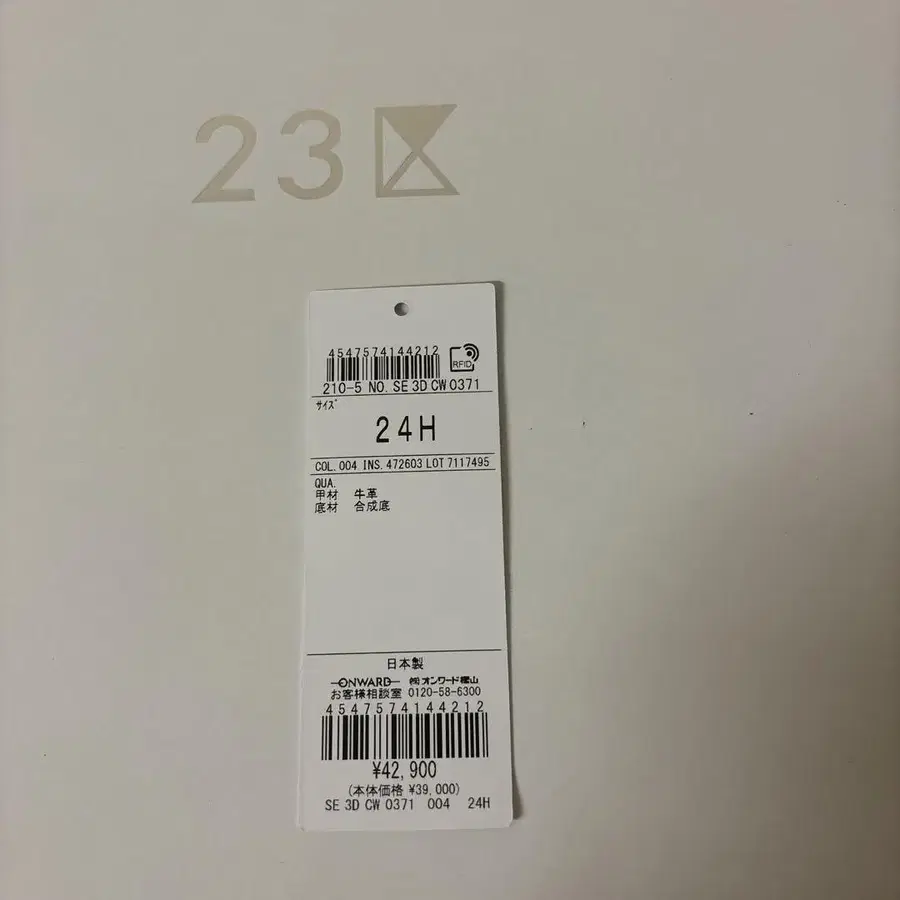 23区
4547574144212
RFID
210-5 NO. SE 3D CW 0371
サイズ
24H
COL. 004 INS. 472603 LOT 7117495
QUA.
甲材 牛革
底材 合成底
日本製
ONWARD ㈱オンワード樫山
お客様相談室 0120-58-6300
4547574144212
¥42,900
(本体価格 ¥39,000)
SE 3D CW 0371 004 24H